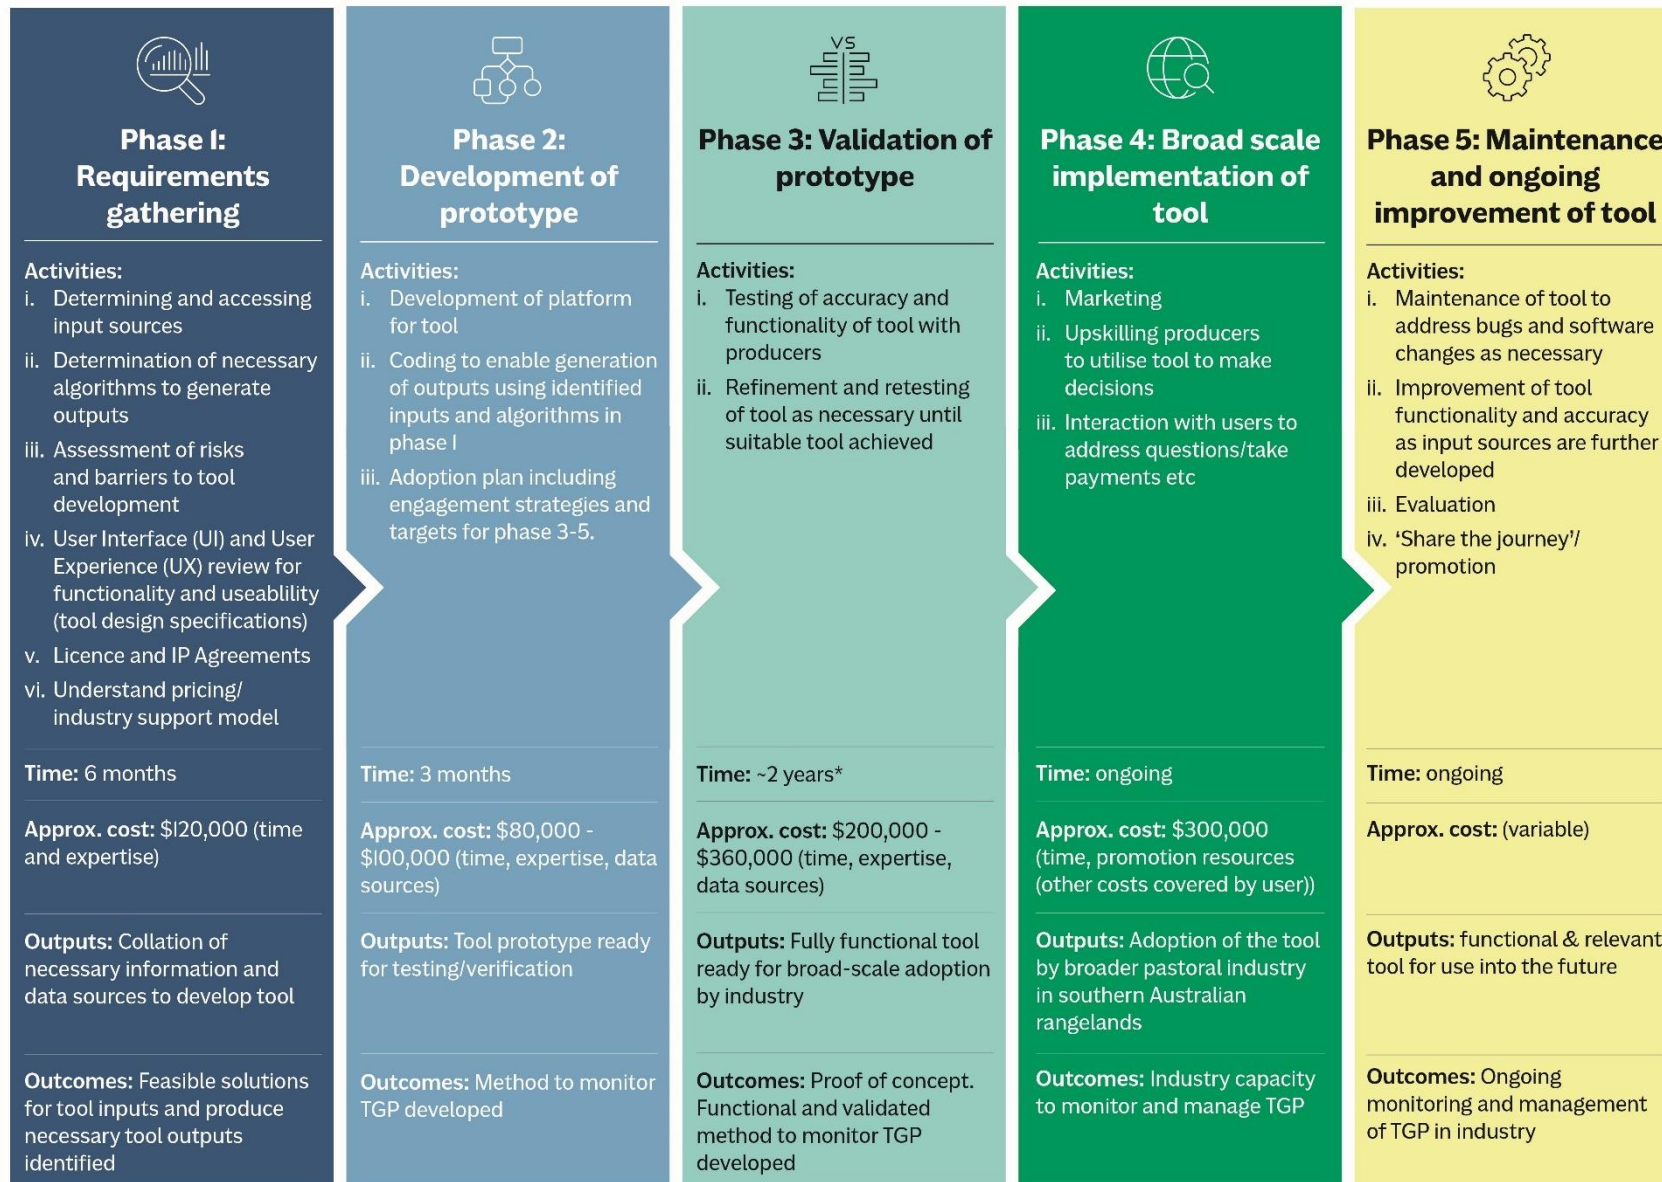 Phase 1:
Requirements
gathering
Activities:
i. Determining and accessing
input sources
ii. Determination of necessary
algorithms to generate
outputs
iii. Assessment of risks
and barriers to tool
development
iv. User Interface (UI) and User
Experience (UX) review for
functionality and useablility
(tool design specifications)
v. Licence and IP Agreements
vi. Understand pricing/
industry support model
Time: 6 months
Approx. cost: $120,000 (time
and expertise)
Outputs: Collation of
necessary information and
data sources to develop tool
Outcomes: Feasible solutions
for tool inputs and produce
necessary tool outputs
identified
Phase 2:
Development of
prototype
Activities:
i. Development of platform
for tool
ii. Coding to enable generation
of outputs using identified
inputs and algorithms in
phase 1
iii. Adoption plan including
engagement strategies and
targets for phase 3-5.
Time: 3 months
Approx. cost: $80,000 -
$100,000 (time, expertise, data
sources)
Outputs: Tool prototype ready
for testing/verification
Outcomes: Method to monitor
TGP developed
VS
Phase 3: Validation of
prototype
Activities:
i. Testing of accuracy and
functionality of tool with
producers
ii. Refinement and retesting
of tool as necessary until
suitable tool achieved
Time: ~2 years*
Approx. cost: $200,000 -
$360,000 (time, expertise,
data sources)
Outputs: Fully functional tool
ready for broad-scale adoption
by industry
Outcomes: Proof of concept.
Functional and validated
method to monitor TGP
developed
Phase 4: Broad scale
implementation of
tool
Activities:
i. Marketing
ii. Upskilling producers
to utilise tool to make
decisions
iii. Interaction with users to
address questions/take
payments etc
Time: ongoing
Approx. cost: $300,000
(time, promotion resources
(other costs covered by user))
Outputs: Adoption of the tool
by broader pastoral industry
in southern Australian
rangelands
Outcomes: Industry capacity
to monitor and manage TGP
Phase 5: Maintenance
and ongoing
improvement of tool
Activities:
i. Maintenance of tool to
address bugs and software
changes as necessary
ii. Improvement of tool
functionality and accuracy
as input sources are further
developed
iii. Evaluation
iv. ‘Share the journey’/
promotion
Time: ongoing
Approx. cost: (variable)
Outputs: functional & relevant
tool for use into the future
Outcomes: Ongoing
monitoring and management
of TGP in industry